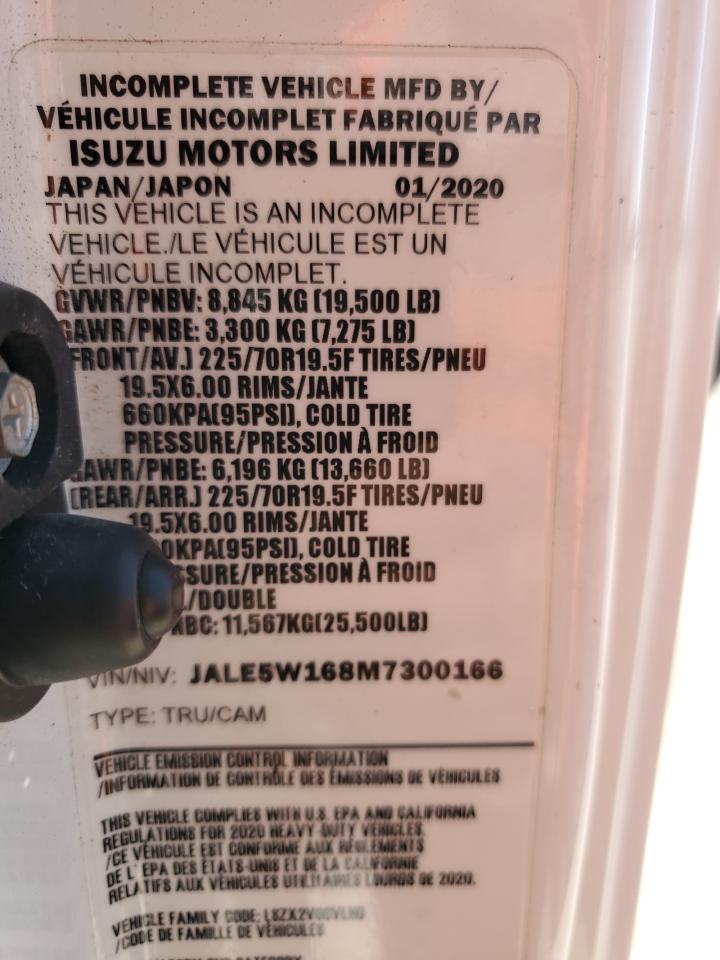 INCOMPLETE VEHICLE MFD BY/
VÉHICULE INCOMPLET FABRIQUÉ PAR
ISUZU MOTORS LIMITED
JAPAN/JAPON 01/2020
THIS VEHICLE IS AN INCOMPLETE
VEHICLE./LE VÉHICULE EST UN
VÉHICULE INCOMPLET.
GVWR/PNBV: 8,845 KG (19,500 LB)
GAWR/PNBE: 3,300 KG (7,275 LB)
FRONT/AV.) 225/70R19.5F TIRES/PNEU
19.5X6.00 RIMS/JANTE
660KPA(95PSI), COLD TIRE
PRESSURE/PRESSION À FROID
GAWR/PNBE: 6,196 KG (13,660 LB)
(REAR/ARR.) 225/70R19.5F TIRES/PNEU
19.5X6.00 RIMS/JANTE
0KPA(95PSI), COLD TIRE
SSURE/PRESSION À FROID
/DOUBLE
RBC: 11,567KG(25,500LB)
VIN/NIV: JALE5W168M7300166
TYPE: TRU/CAM
VEHICLE EMISSION CONTROL INFORMATION
/INFORMATION DE CONTRÔLE DES ÉMISSIONS DE VÉHICULES
THIS VEHICLE COMPLIES WITH U.S. EPA AND CALIFORNIA
REGULATIONS FOR 2020 HEAVY-DUTY VEHICLES.
/CE VÉHICULE EST CONFORME AUX RÈGLEMENTS
DE L'EPA DES ÉTATS-UNIS ET DE LA CALIFORNIE
RELATIFS AUX VÉHICULES UTILITAIRES LOURDS DE 2020.
VEHICLE FAMILY CODE:
/CODE DE FAMILLE DE VÉHICULES